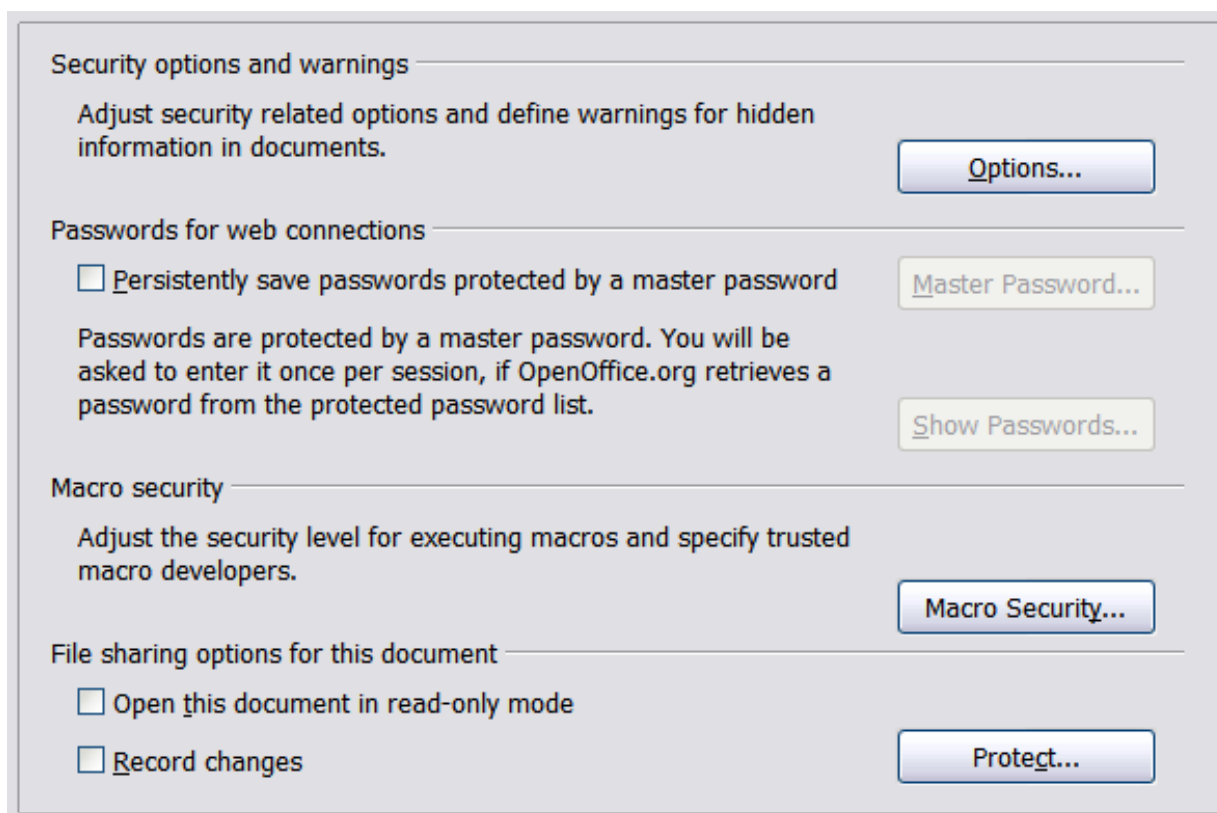 Security options and warnings
Adjust security related options and define warnings for hidden
information in documents.
Options...
Passwords for web connections
Persistently save passwords protected by a master password
Master Password...
Passwords are protected by a master password. You will be
asked to enter it once per session, if OpenOffice.org retrieves a
password from the protected password list.
Show Passwords...
Macro security
Adjust the security level for executing macros and specify trusted
macro developers.
Macro Security...
File sharing options for this document
Open this document in read-only mode
Record changes
Protect...